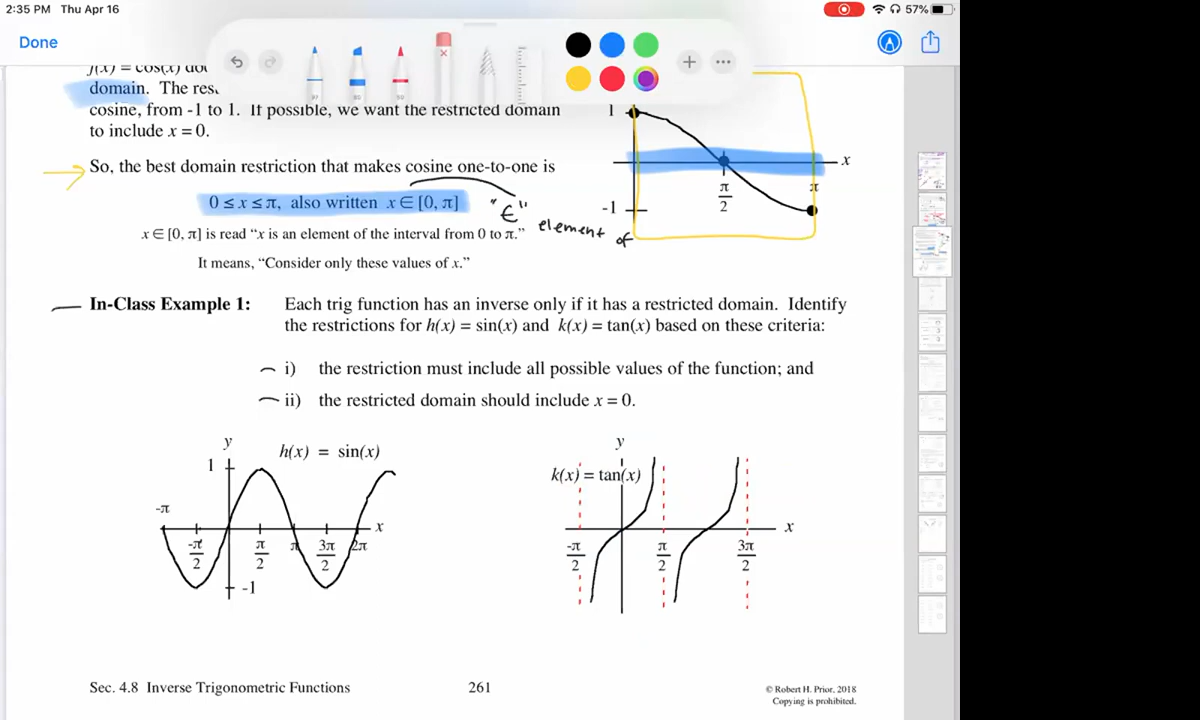 2:35 PM Thu Apr 16
57%
Done
f(x) = cos(x)
domain. The
cosine, from -1 to 1. If possible, we want the restricted domain
to include x = 0.
So, the best domain restriction that makes cosine one-to-one is
0 ≤ x ≤ π, also written x ∈ [0, π]
"∈"
element of
x ∈ [0, π] is read “x is an element of the interval from 0 to π.”
It means, “Consider only these values of x.”
1
x
π
2
π
-1
In-Class Example 1: Each trig function has an inverse only if it has a restricted domain. Identify
the restrictions for h(x) = sin(x) and k(x) = tan(x) based on these criteria:
i) the restriction must include all possible values of the function; and
ii) the restricted domain should include x = 0.
y
h(x) = sin(x)
1
-π
x
-π
2
π
2
π
3π
2
2π
-1
y
k(x) = tan(x)
x
-π
2
π
2
3π
2
Sec. 4.8 Inverse Trigonometric Functions
261
© Robert H. Prior, 2018
Copying is prohibited.